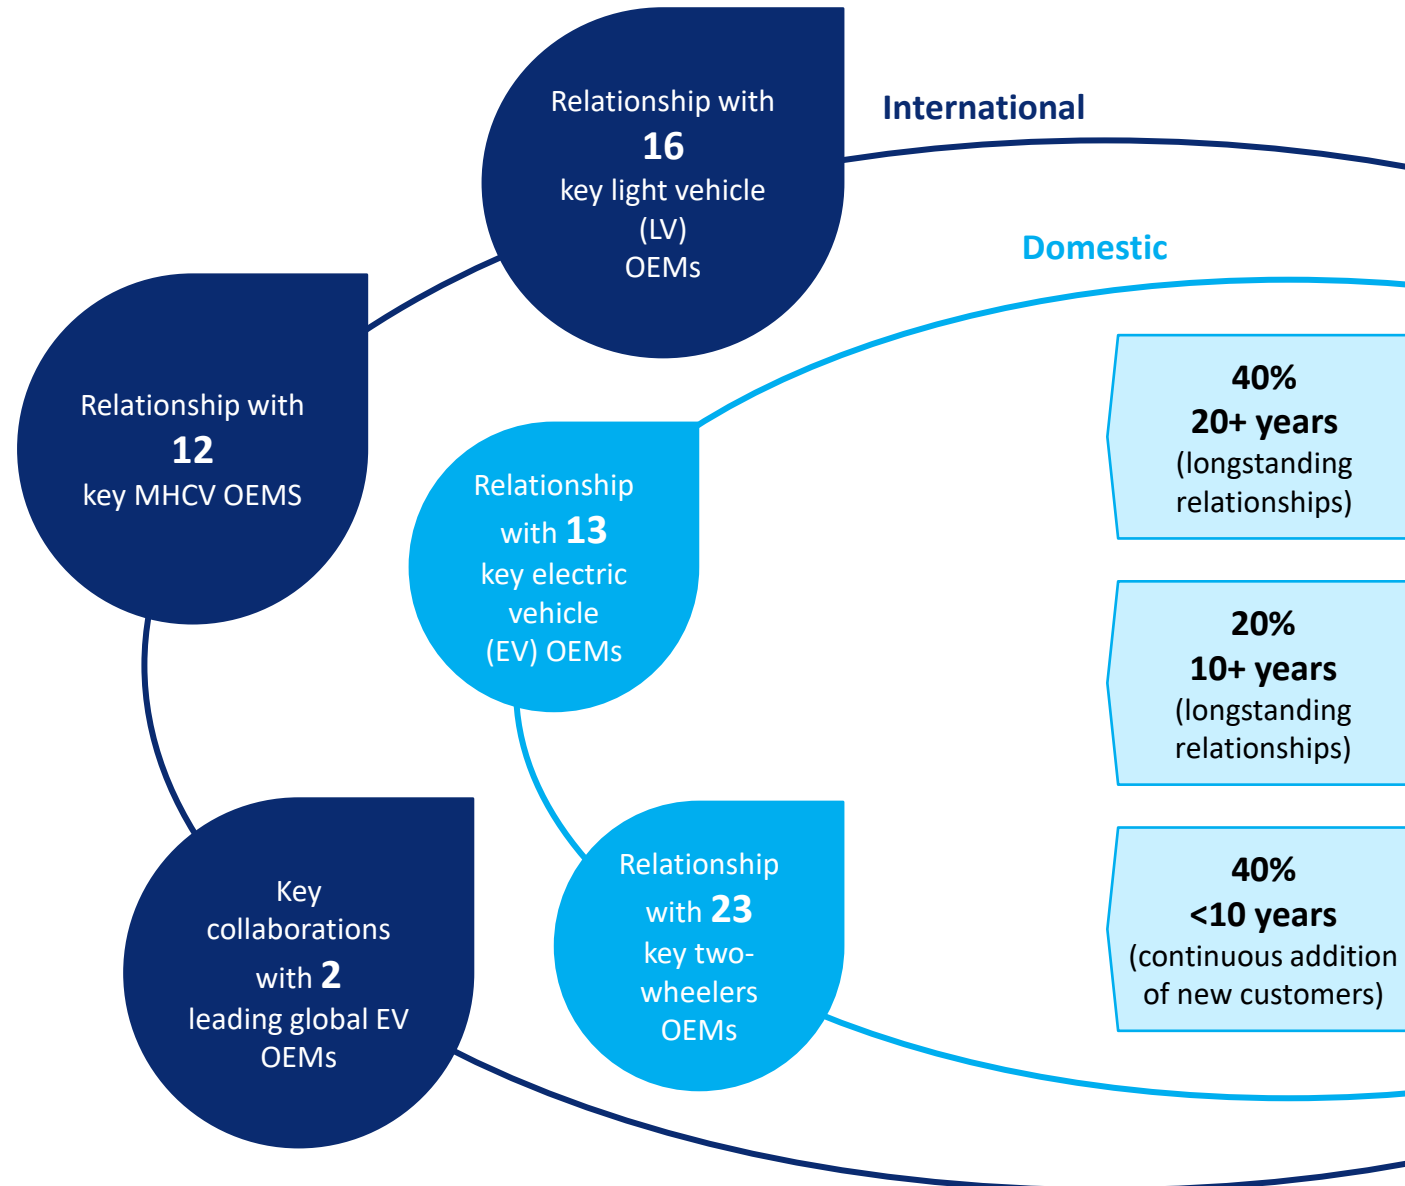 Relationship with
16
key light vehicle
(LV)
OEMs
International
Domestic
Relationship with
12
key MHCV OEMS
Relationship
with 13
key electric
vehicle
(EV) OEMs
Key
collaborations
with 2
leading global EV
OEMs
Relationship
with 23
key two-
wheelers
OEMs
40%
20+ years
(longstanding
relationships)
20%
10+ years
(longstanding
relationships)
40%
<10 years
(continuous addition
of new customers)